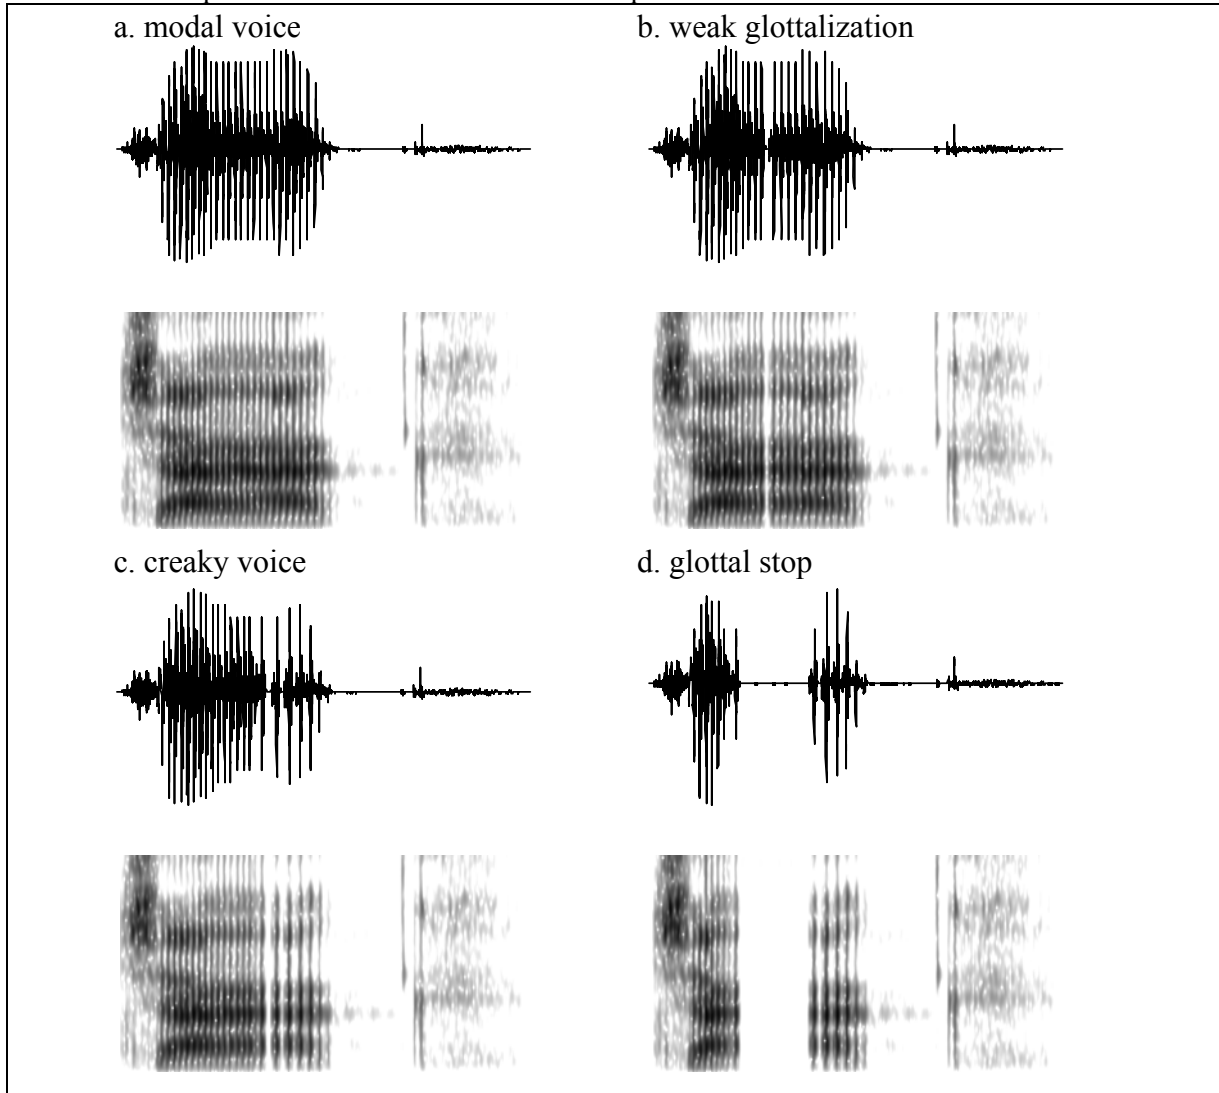 a. modal voice
b. weak glottalization
c. creaky voice
d. glottal stop